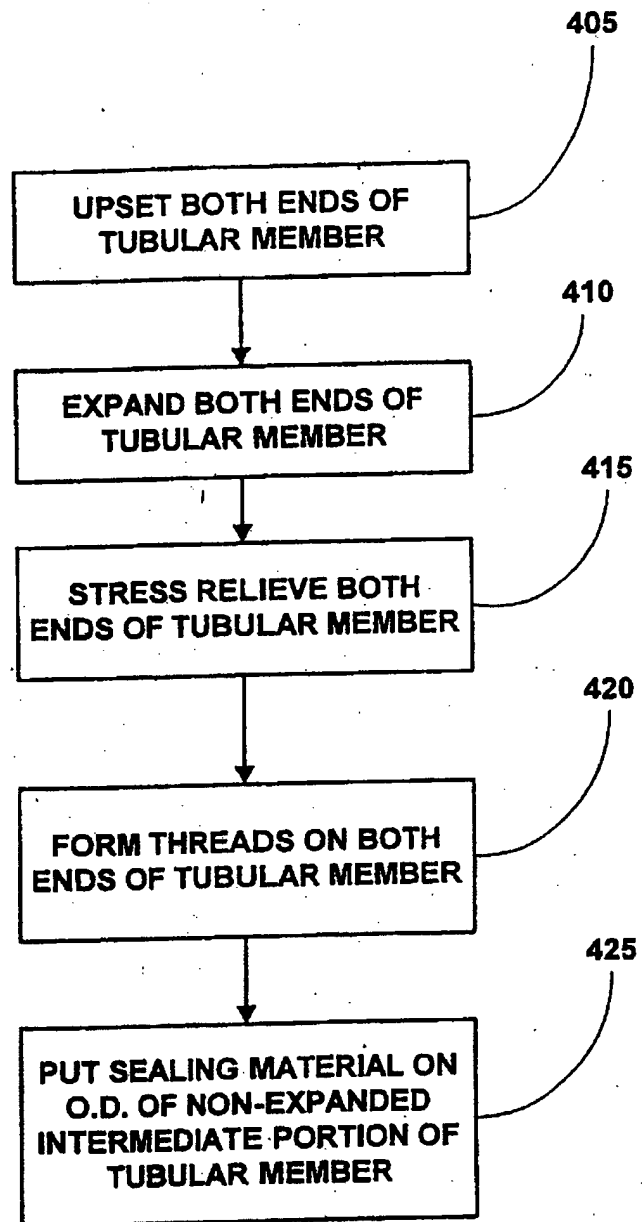 405
UPSET BOTH ENDS OF
TUBULAR MEMBER
410
EXPAND BOTH ENDS OF
TUBULAR MEMBER
415
STRESS RELIEVE BOTH
ENDS OF TUBULAR MEMBER
420
FORM THREADS ON BOTH
ENDS OF TUBULAR MEMBER
425
PUT SEALING MATERIAL ON
O.D. OF NON-EXPANDED
INTERMEDIATE PORTION OF
TUBULAR MEMBER